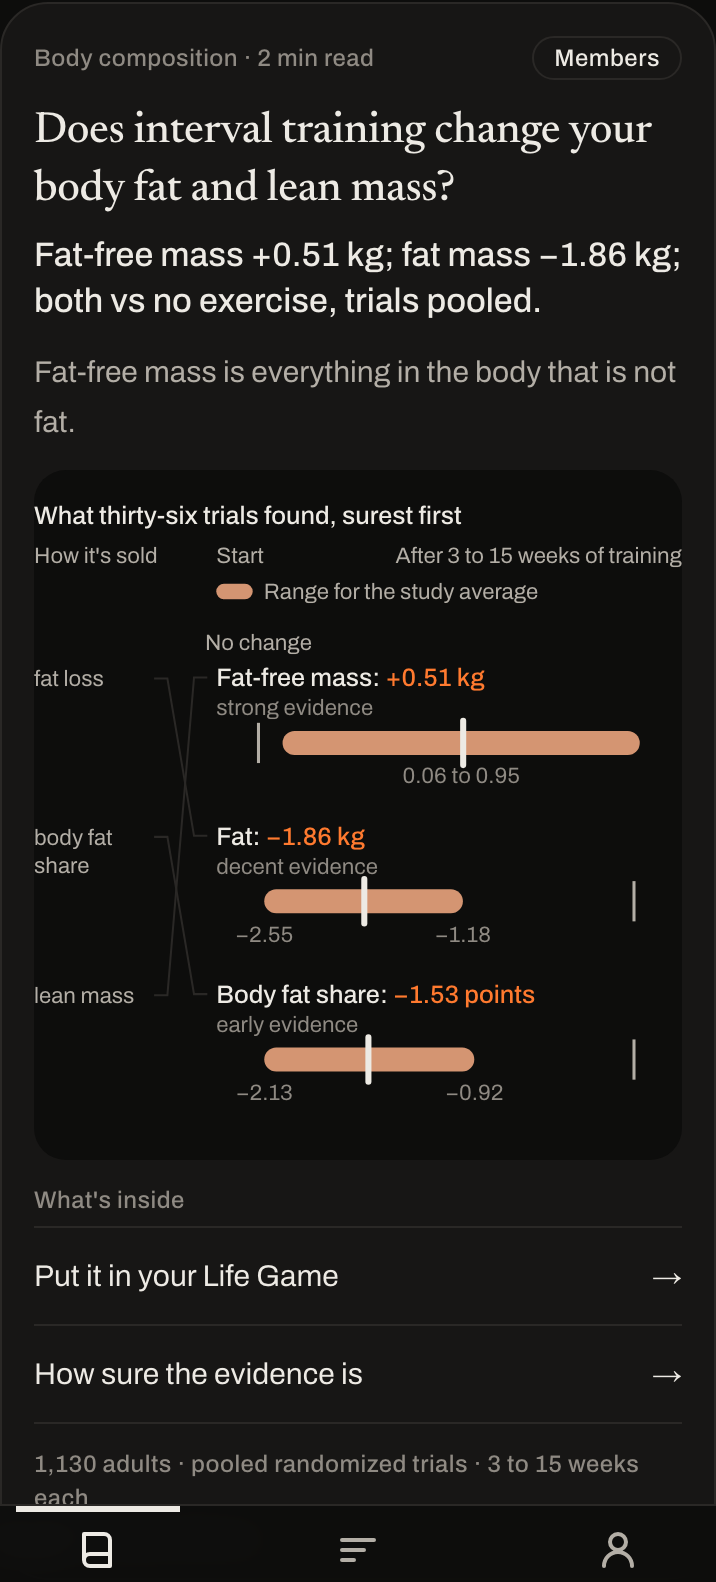 Body composition · 2 min read
Members
Does interval training change your
body fat and lean mass?
Fat-free mass +0.51 kg; fat mass −1.86 kg;
both vs no exercise, trials pooled.
Fat-free mass is everything in the body that is not
fat.
What thirty-six trials found, surest first
How it's sold
Start
After 3 to 15 weeks of training
Range for the study average
No change
fat loss
Fat-free mass: +0.51 kg
strong evidence
0.06 to 0.95
body fat
share
Fat: −1.86 kg
decent evidence
−2.55
−1.18
lean mass
Body fat share: −1.53 points
early evidence
−2.13
−0.92
What's inside
Put it in your Life Game →
How sure the evidence is →
1,130 adults · pooled randomized trials · 3 to 15 weeks
each